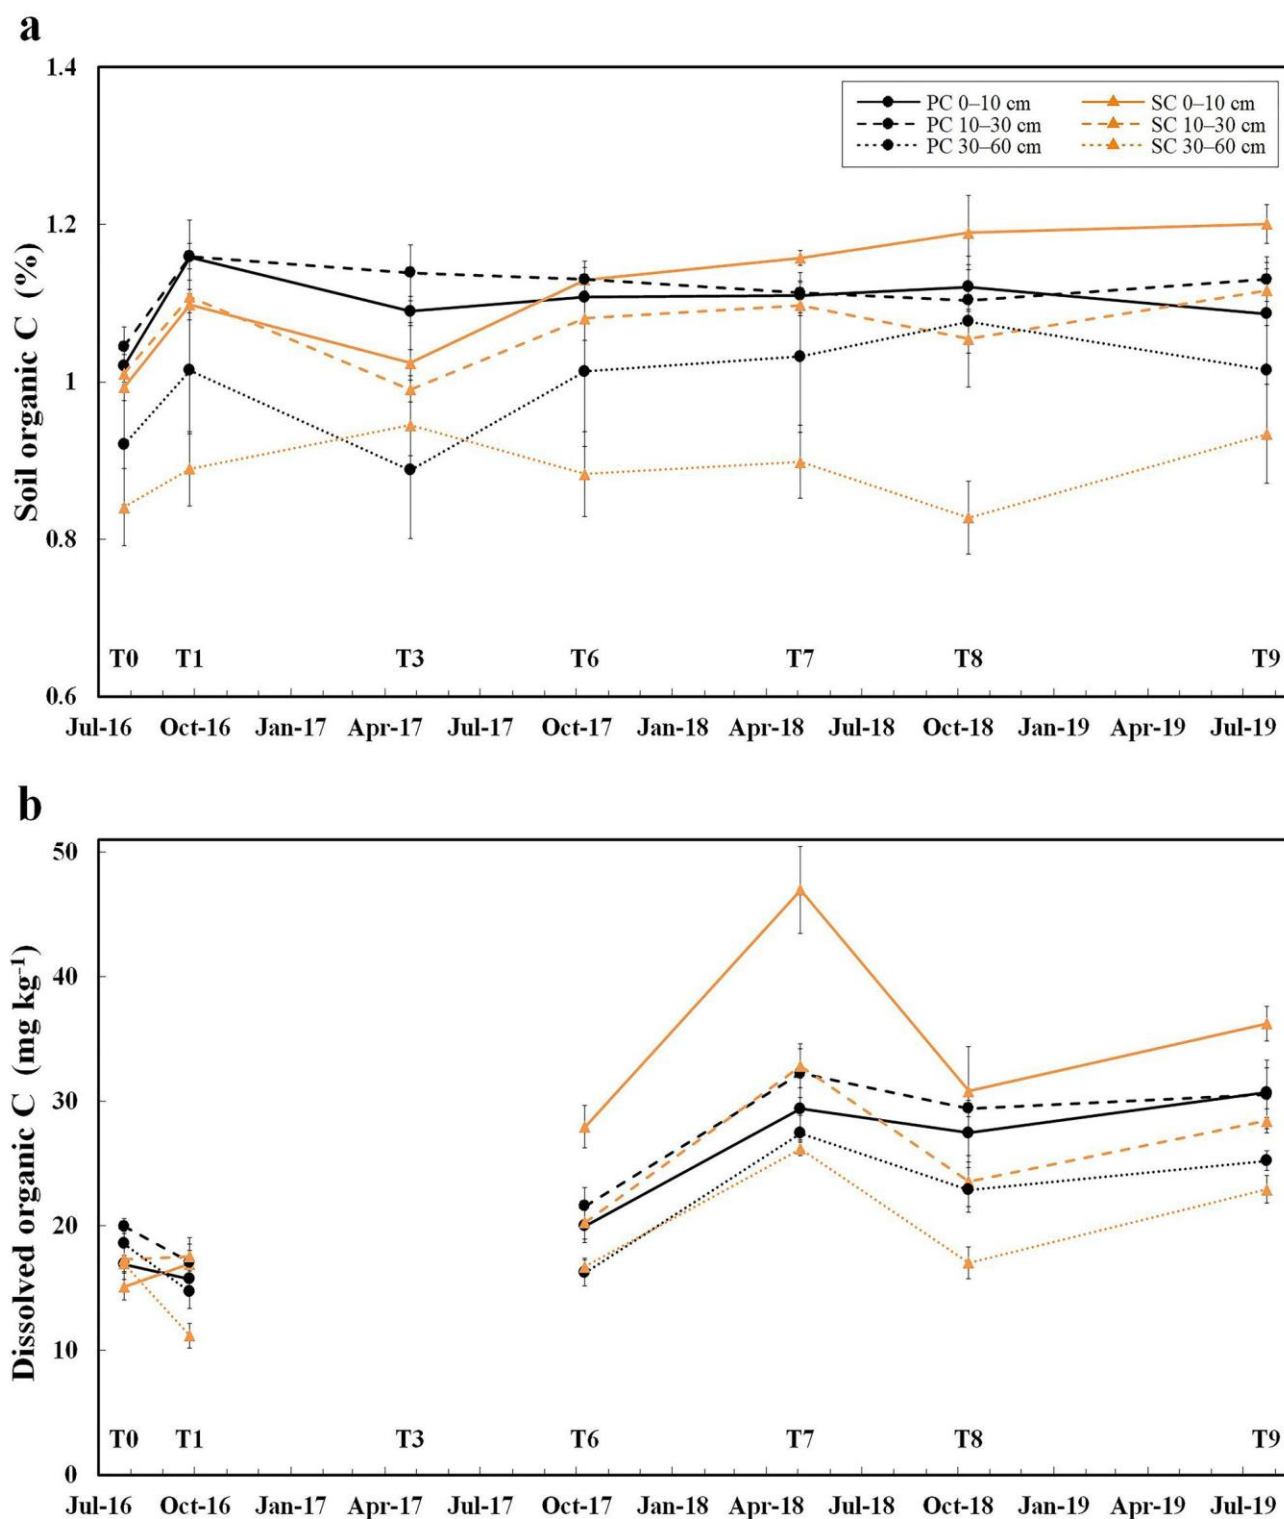 a
1.4
PC 0–10 cm SC 0–10 cm
PC 10–30 cm SC 10–30 cm
PC 30–60 cm SC 30–60 cm
1.2
1
0.8
0.6
Soil organic C (%)
T0 T1 T3 T6 T7 T8 T9
Jul-16 Oct-16 Jan-17 Apr-17 Jul-17 Oct-17 Jan-18 Apr-18 Jul-18 Oct-18 Jan-19 Apr-19 Jul-19
b
50
40
30
20
10
0
Dissolved organic C (mg kg⁻¹)
T0 T1 T3 T6 T7 T8 T9
Jul-16 Oct-16 Jan-17 Apr-17 Jul-17 Oct-17 Jan-18 Apr-18 Jul-18 Oct-18 Jan-19 Apr-19 Jul-19